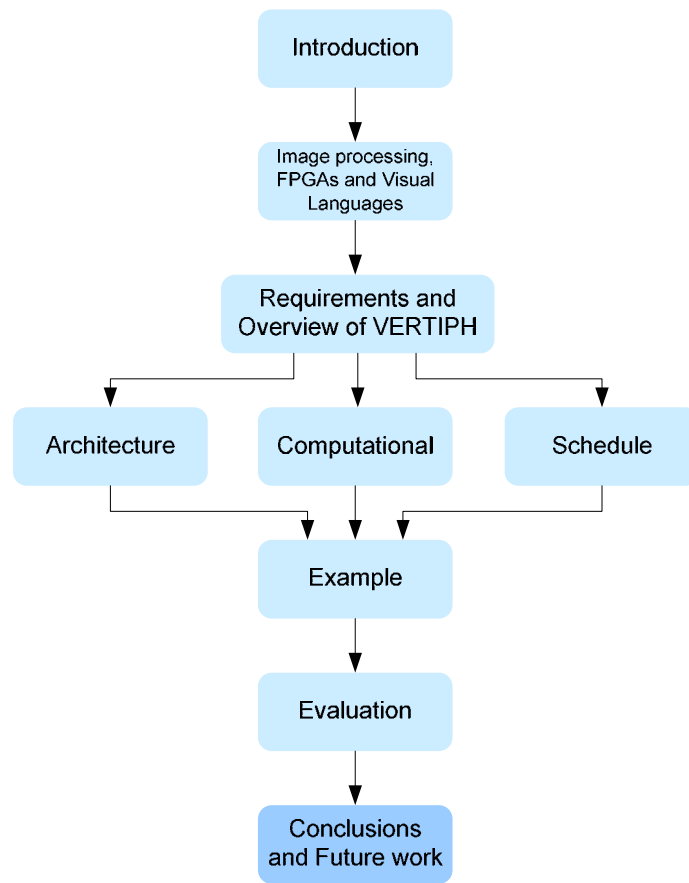 Introduction
Image processing,
FPGAs and Visual
Languages
Requirements and
Overview of VERTIPH
Architecture
Computational
Schedule
Example
Evaluation
Conclusions
and Future work